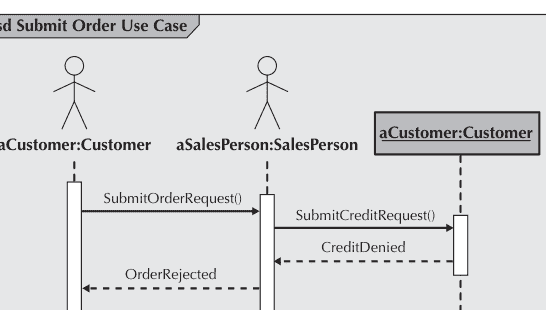 sd Submit Order Use Case
aCustomer:Customer
aSalesPerson:SalesPerson
aCustomer:Customer
SubmitOrderRequest()
SubmitCreditRequest()
CreditDenied
OrderRejected